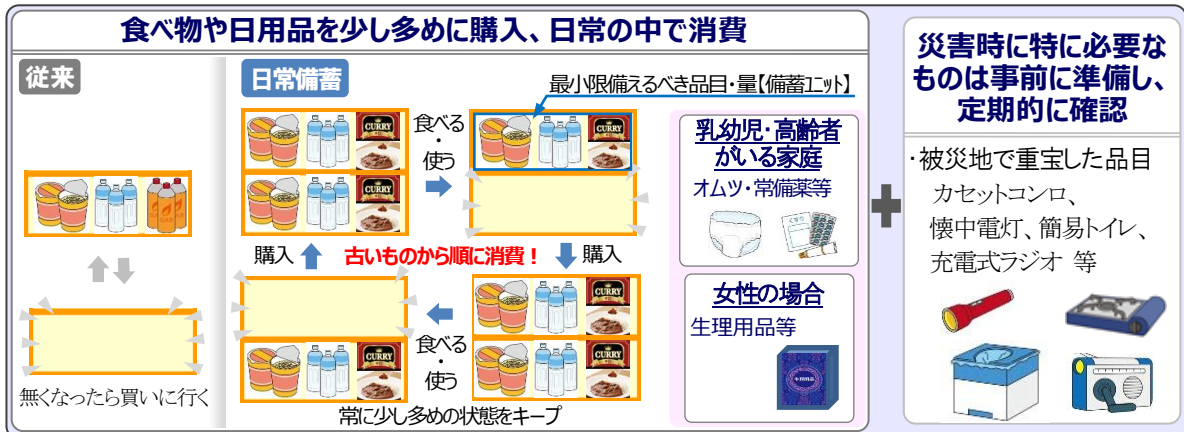 食べ物や日用品を少し多めに購入、日常の中で消費
従来
無くなったら買いに行く
日常備蓄
最小限備えるべき品目・量【備蓄ユニット】
食べる
・
使う
CURRY
CURRY
CURRY
購入
古いものから順に消費！
購入
CURRY
食べる
・
使う
CURRY
CURRY
常に少し多めの状態をキープ
乳幼児・高齢者
がいる家庭
オムツ・常備薬等
女性の場合
生理用品等
災害時に特に必要な
ものは事前に準備し、
定期的に確認
・被災地で重宝した品目
カセットコンロ、
懐中電灯、簡易トイレ、
充電式ラジオ 等